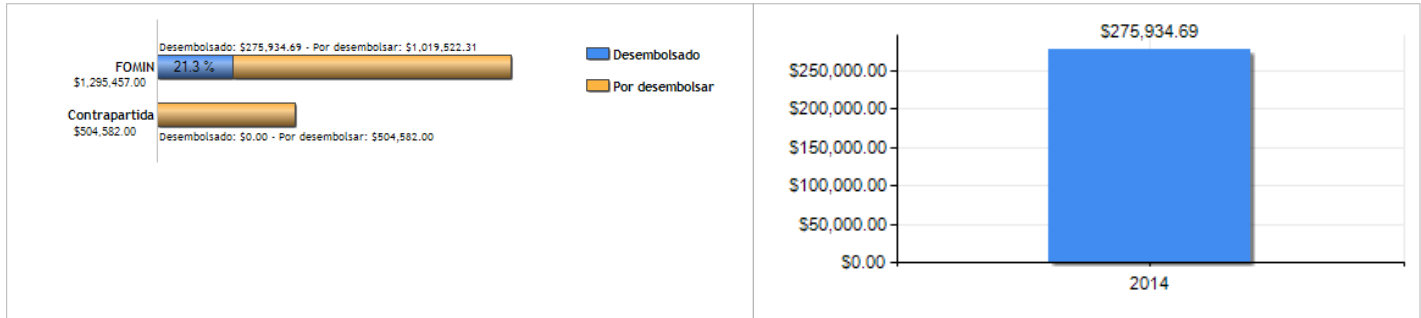 Desembolsado: $275,934.69 - Por desembolsar: $1,019,522.31
FOMIN
$1,295,457.00
21.3 %
Contrapartida
$504,582.00
Desembolsado: $0.00 - Por desembolsar: $504,582.00
Desembolsado
Por desembolsar
$275,934.69
$250,000.00
$200,000.00
$150,000.00
$100,000.00
$50,000.00
$0.00
2014